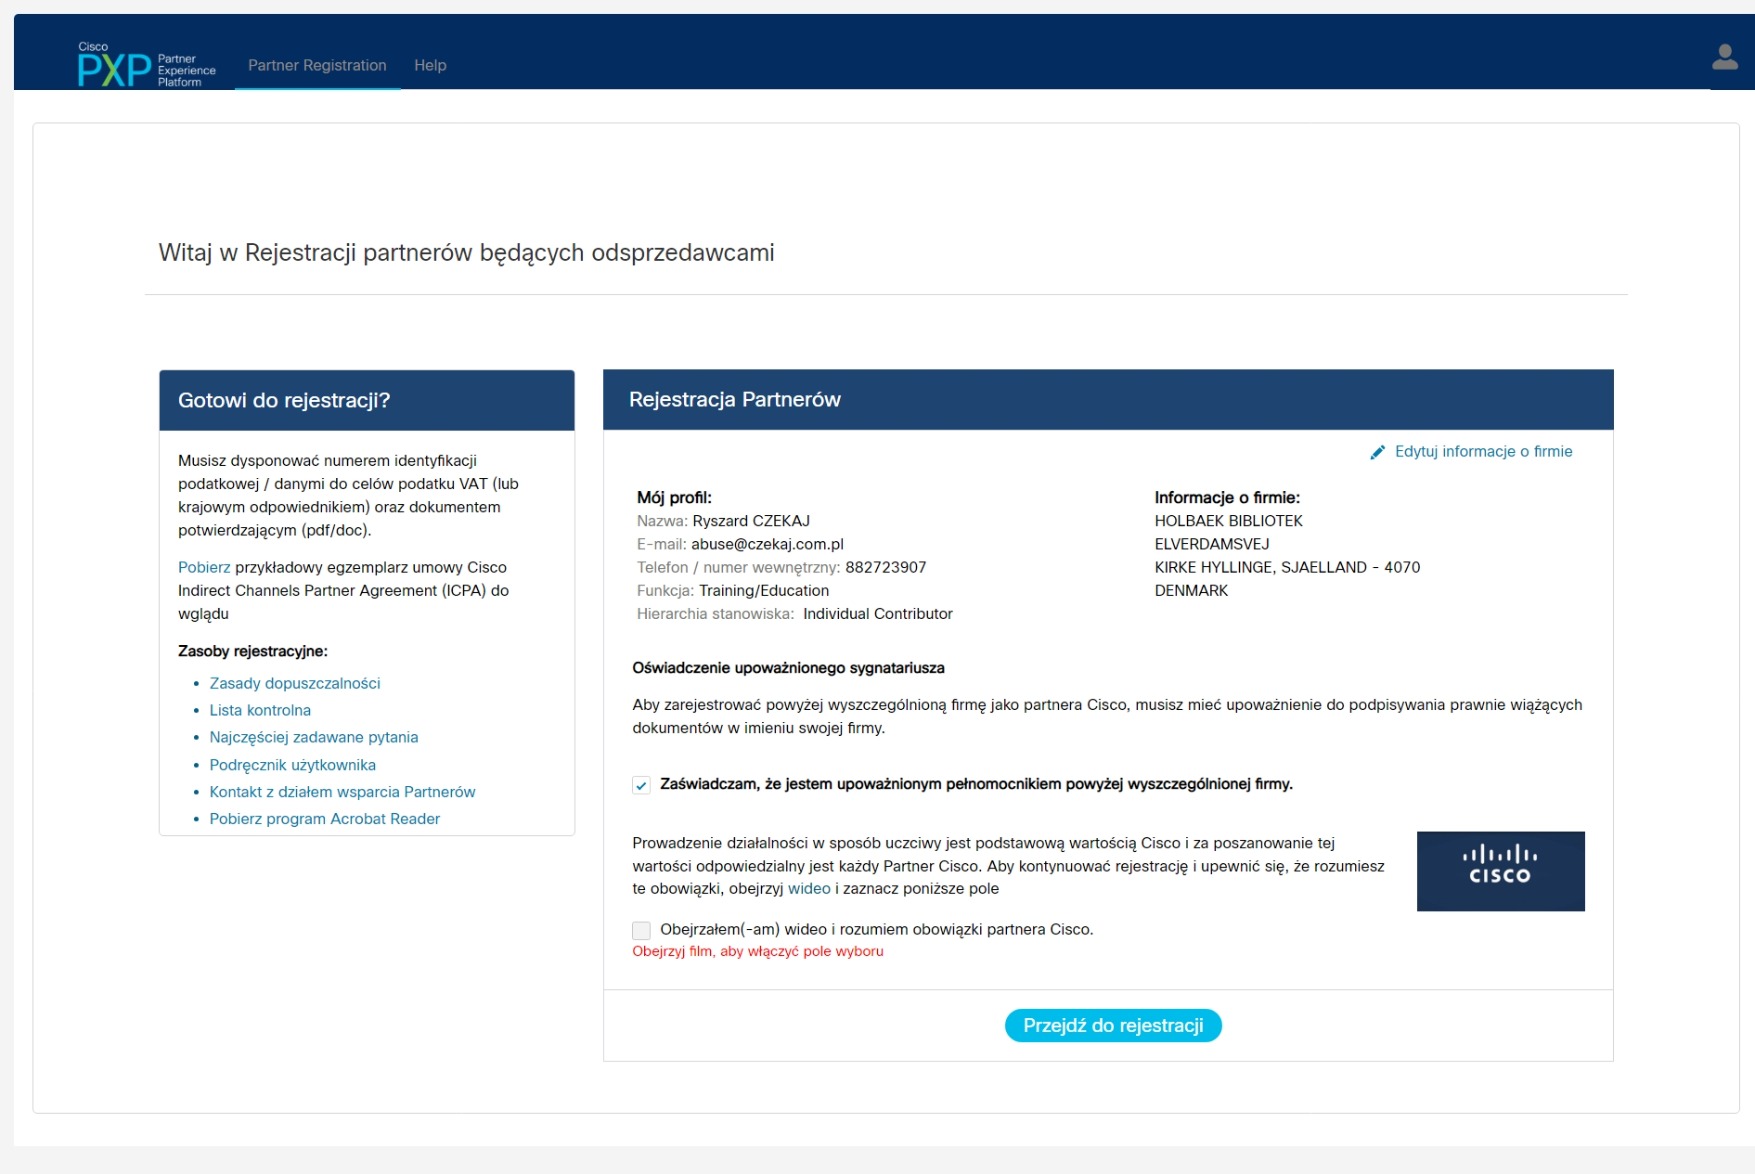 Cisco
PXP Partner Experience Platform
Partner Registration
Help
Witaj w Rejestracji partnerów będących odsprzedawcami
Gotowi do rejestracji?
Musisz dysponować numerem identyfikacji
podatkowej / danymi do celów podatku VAT (lub
krajowym odpowiednikiem) oraz dokumentem
potwierdzającym (pdf/doc).
Pobierz przykładowy egzemplarz umowy Cisco
Indirect Channels Partner Agreement (ICPA) do
wglądu
Zasoby rejestracyjne:
• Zasady dopuszczalności
• Lista kontrolna
• Najczęściej zadawane pytania
• Podręcznik użytkownika
• Kontakt z działem wsparcia Partnerów
• Pobierz program Acrobat Reader
Rejestracja Partnerów
Edytuj informacje o firmie
Mój profil:
Nazwa: Ryszard CZEKAJ
E-mail: abuse@czekaj.com.pl
Telefon / numer wewnętrzny: 882723907
Funkcja: Training/Education
Hierarchia stanowiska: Individual Contributor
Informacje o firmie:
HOLBAEK BIBLIOTEK
ELVERDAMSVEJ
KIRKE HYLLINGE, SJAELLAND - 4070
DENMARK
Oświadczenie upoważnionego sygnatariusza
Aby zarejestrować powyżej wyszczególnioną firmę jako partnera Cisco, musisz mieć upoważnienie do podpisywania prawnie wiążących
dokumentów w imieniu swojej firmy.
Zaświadczam, że jestem upoważnionym pełnomocnikiem powyżej wyszczególnionej firmy.
Prowadzenie działalności w sposób uczciwy jest podstawową wartością Cisco i za poszanowanie tej
wartości odpowiedzialny jest każdy Partner Cisco. Aby kontynuować rejestrację i upewnić się, że rozumiesz
te obowiązki, obejrzyj wideo i zaznacz poniższe pole
CISCO
Obejrzałem(-am) wideo i rozumiem obowiązki partnera Cisco.
Obejrzyj film, aby włączyć pole wyboru
Przejdź do rejestracji